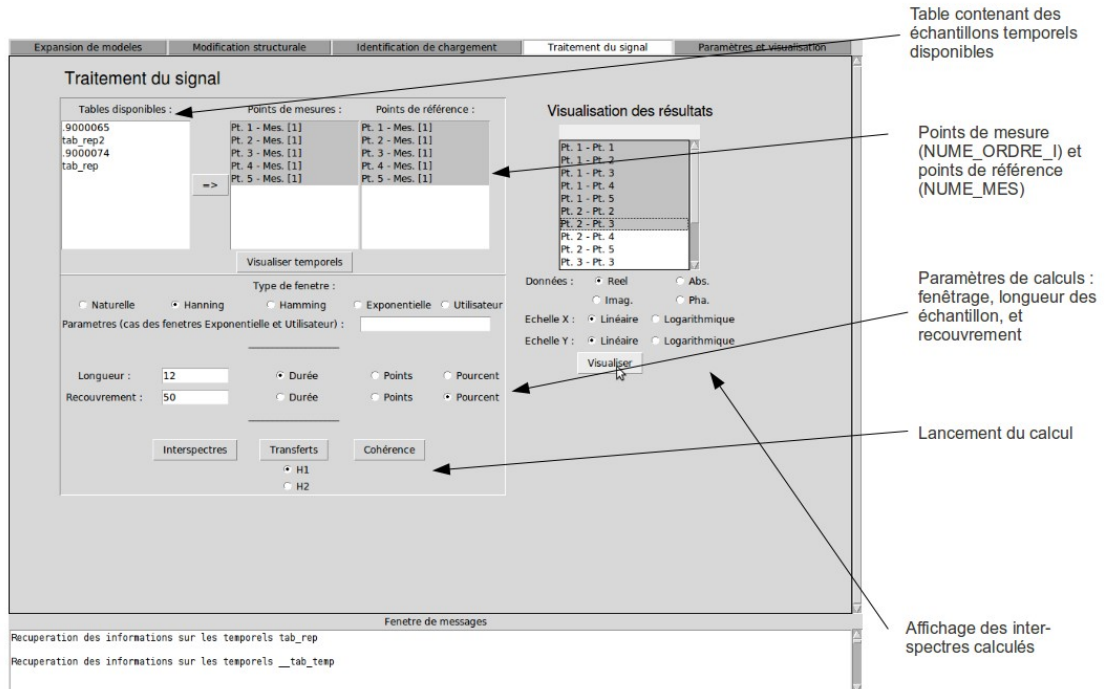 Table contenant des
échantillons temporels
disponibles
Expansion de modeles
Modification structurale
Identification de chargement
Traitement du signal
Paramètres et visualisation
Traitement du signal
Tables disponibles :
Points de mesures :
Points de référence :
.9000065
tab_rep2
.9000074
tab_rep
=>
Pt. 1 - Mes. [1]
Pt. 2 - Mes. [1]
Pt. 3 - Mes. [1]
Pt. 4 - Mes. [1]
Pt. 5 - Mes. [1]
Pt. 1 - Mes. [1]
Pt. 2 - Mes. [1]
Pt. 3 - Mes. [1]
Pt. 4 - Mes. [1]
Pt. 5 - Mes. [1]
Visualiser temporels
Visualisation des résultats
Pt. 1 - Pt. 1
Pt. 1 - Pt. 2
Pt. 1 - Pt. 3
Pt. 1 - Pt. 4
Pt. 1 - Pt. 5
Pt. 2 - Pt. 2
Pt. 2 - Pt. 3
Pt. 2 - Pt. 4
Pt. 2 - Pt. 5
Pt. 3 - Pt. 3
Points de mesure
(NUME_ORDRE_I) et
points de référence
(NUME_MES)
Type de fenetre :
Naturelle
Hanning
Hamming
Exponentielle
Utilisateur
Parametres (cas des fenetres Exponentielle et Utilisateur) :
Données :
Reel
Abs.
Imag.
Pha.
Echelle X :
Linéaire
Logarithmique
Echelle Y :
Linéaire
Logarithmique
Visualiser
Paramètres de calculs :
fenêtrage, longueur des
échantillon, et
recouvrement
Longueur :
12
Durée
Points
Pourcent
Recouvrement :
50
Durée
Points
Pourcent
Interspectres
Transferts
Cohérence
H1
H2
Lancement du calcul
Affichage des inter-
spectres calculés
Fenetre de messages
Recuperation des informations sur les temporels tab_rep
Recuperation des informations sur les temporels __tab_temp